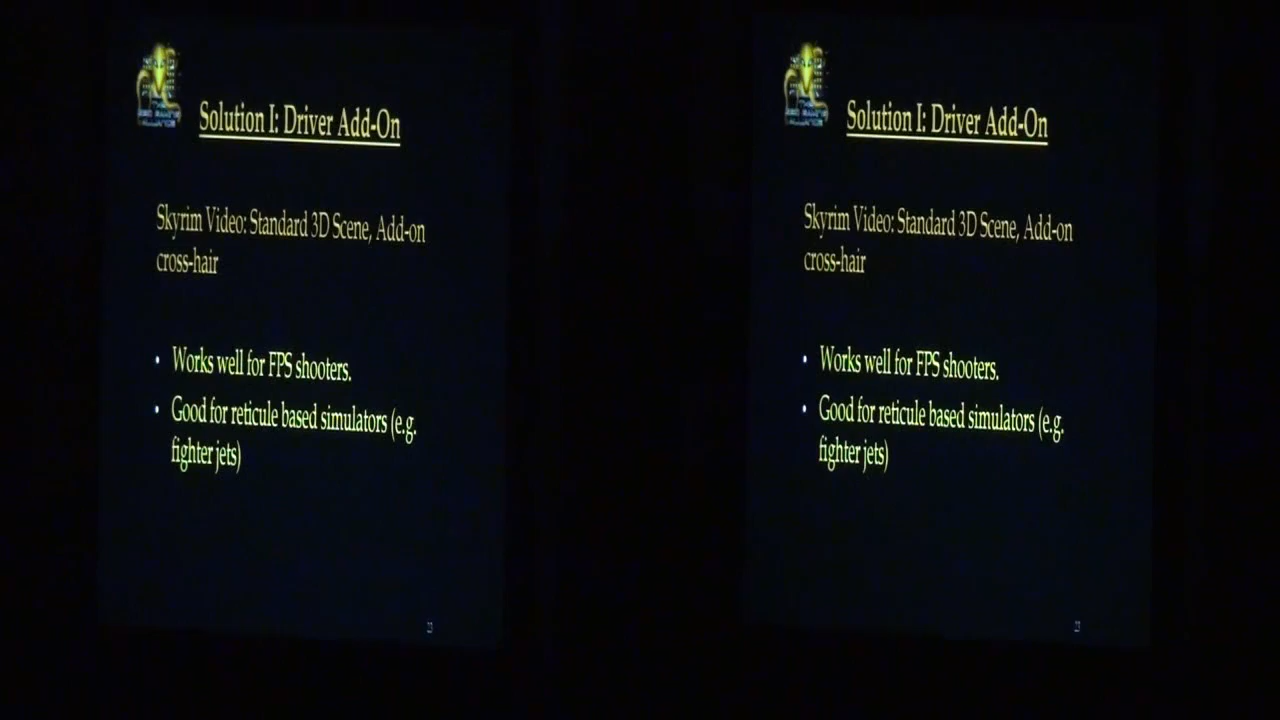 Solution I: Driver Add-On
Skyrim Video: Standard 3D Scene, Add-on
cross-hair
• Works well for FPS shooters.
• Good for reticule based simulators (e.g.
fighter jets)
23
Solution I: Driver Add-On
Skyrim Video: Standard 3D Scene, Add-on
cross-hair
• Works well for FPS shooters.
• Good for reticule based simulators (e.g.
fighter jets)
23